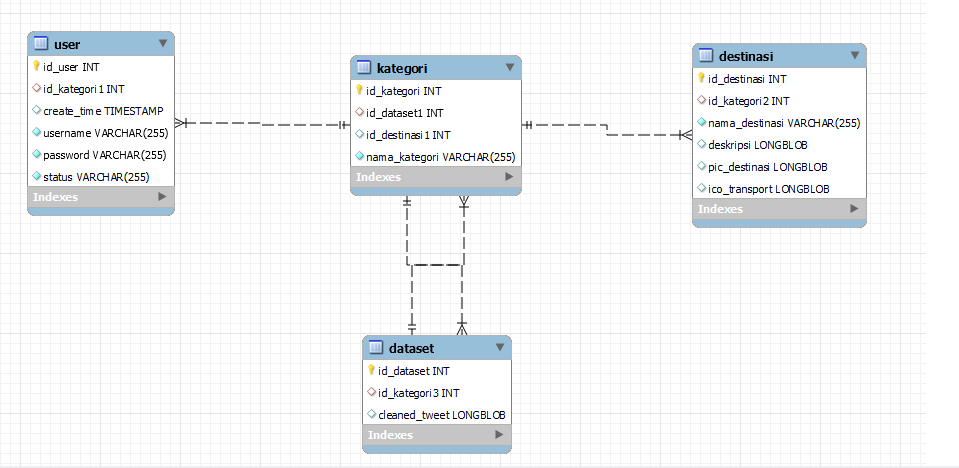 user
id_user INT
id_kategori1 INT
create_time TIMESTAMP
username VARCHAR(255)
password VARCHAR(255)
status VARCHAR(255)
Indexes
kategori
id_kategori INT
id_dataset1 INT
id_destinasi1 INT
nama_kategori VARCHAR(255)
Indexes
destinasi
id_destinasi INT
id_kategori2 INT
nama_destinasi VARCHAR(255)
deskripsi LONGBLOB
pic_destinasi LONGBLOB
ico_transport LONGBLOB
Indexes
dataset
id_dataset INT
id_kategori3 INT
cleaned_tweet LONGBLOB
Indexes